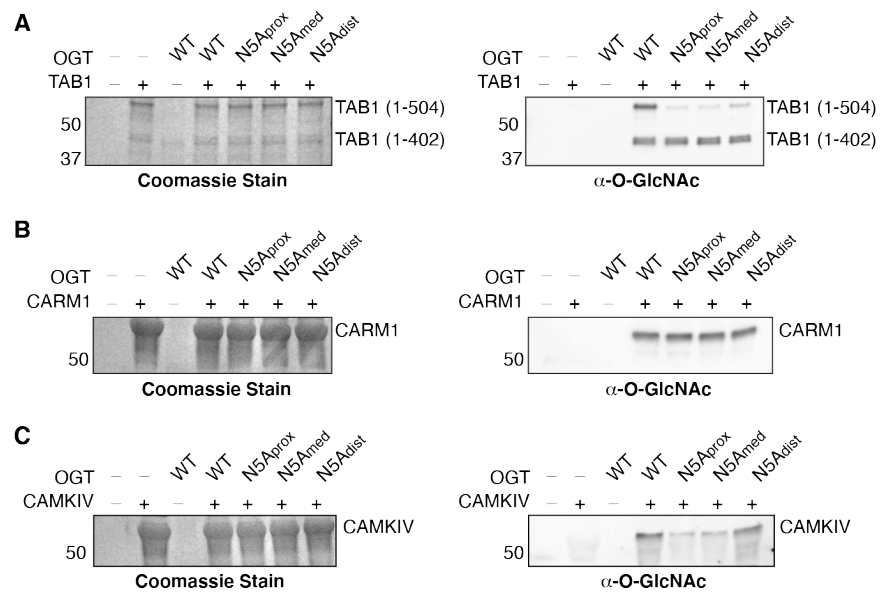 A
OGT – – WT WT N5Aprox N5Amed N5Adist
TAB1 – + – + + + +
TAB1 (1-504)
50
TAB1 (1-402)
37
Coomassie Stain
OGT – – WT WT N5Aprox N5Amed N5Adist
TAB1 – + – + + + +
TAB1 (1-504)
50
TAB1 (1-402)
37
α-O-GlcNAc
B
OGT – – WT WT N5Aprox N5Amed N5Adist
CARM1 – + – + + + +
CARM1
50
Coomassie Stain
OGT – – WT WT N5Aprox N5Amed N5Adist
CARM1 – + – + + + +
CARM1
50
α-O-GlcNAc
C
OGT – – WT WT N5Aprox N5Amed N5Adist
CAMKIV – + – + + + +
CAMKIV
50
Coomassie Stain
OGT – – WT WT N5Aprox N5Amed N5Adist
CAMKIV – + – + + + +
CAMKIV
50
α-O-GlcNAc